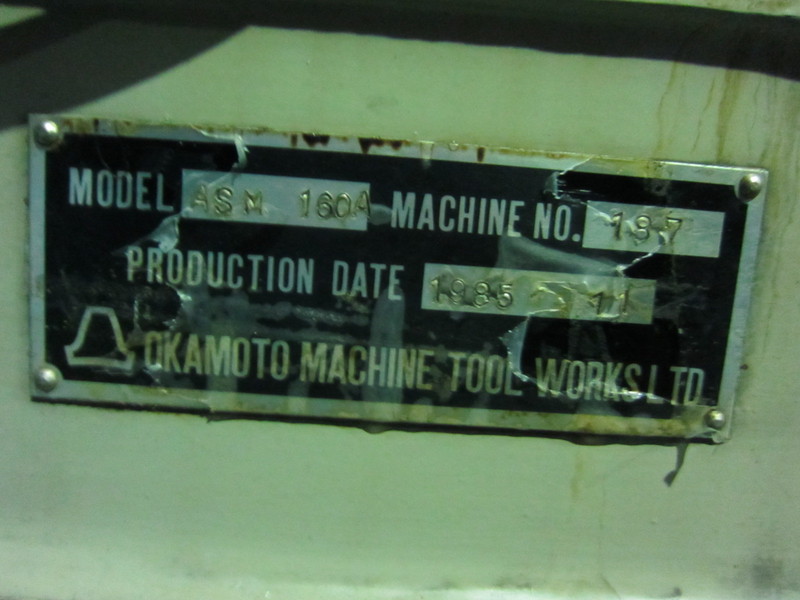 MODEL ASM 160A MACHINE NO. 187
PRODUCTION DATE 1985 11
OKAMOTO MACHINE TOOL WORKS LTD